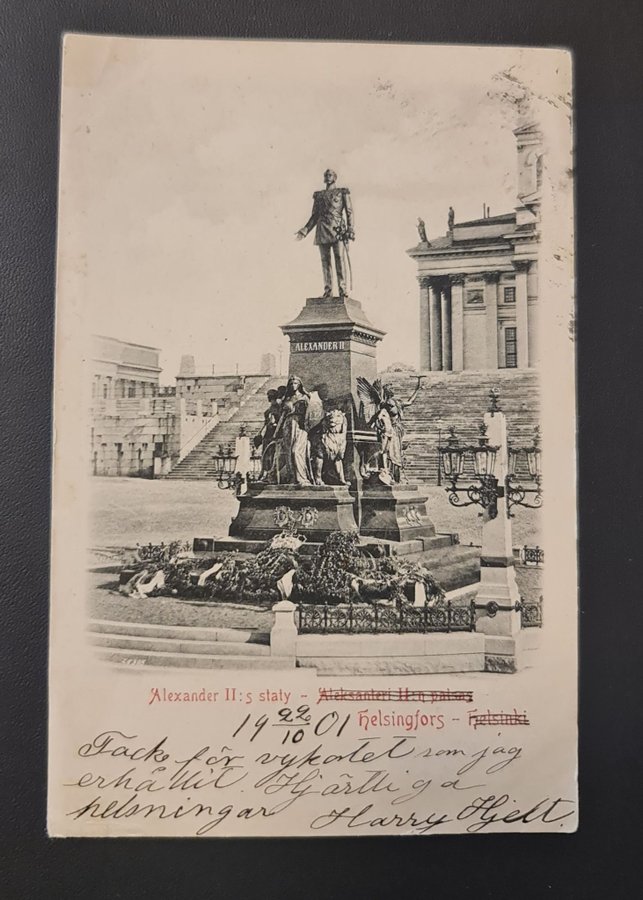 ALEXANDER II
Alexander II:s staty - Aleksanteri II:n patsas
Helsingfors - Helsinki
19 22/10 01
Tack för vykortet som jag
erhållit. Hjärtliga
helsningar Harry Hjelt.